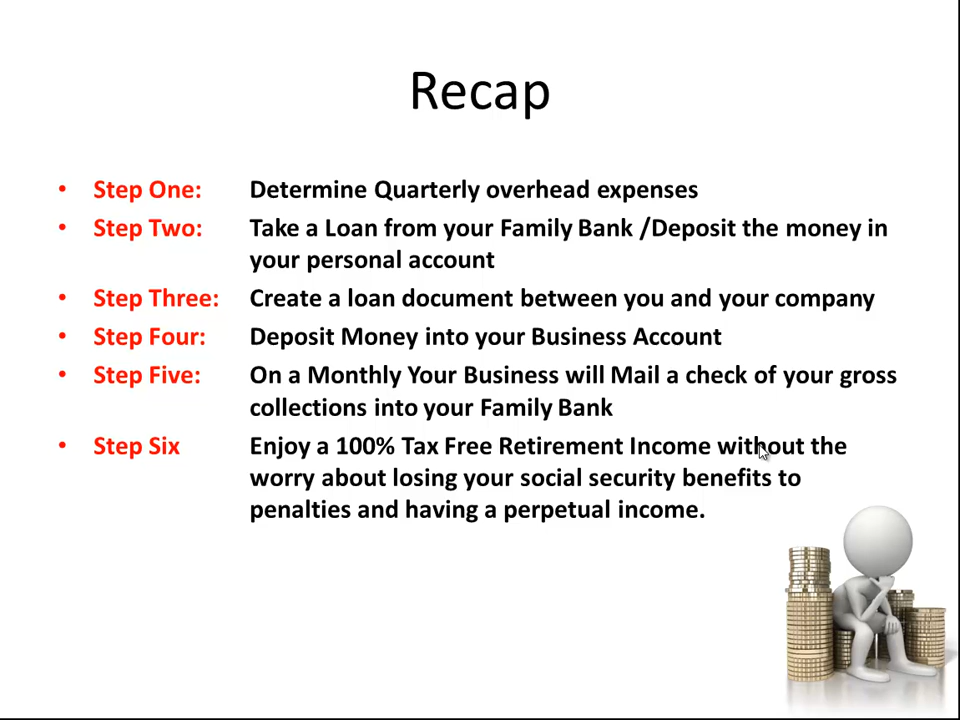 Recap
• Step One: Determine Quarterly overhead expenses
• Step Two: Take a Loan from your Family Bank /Deposit the money in
your personal account
• Step Three: Create a loan document between you and your company
• Step Four: Deposit Money into your Business Account
• Step Five: On a Monthly Your Business will Mail a check of your gross
collections into your Family Bank
• Step Six Enjoy a 100% Tax Free Retirement Income without the
worry about losing your social security benefits to
penalties and having a perpetual income.